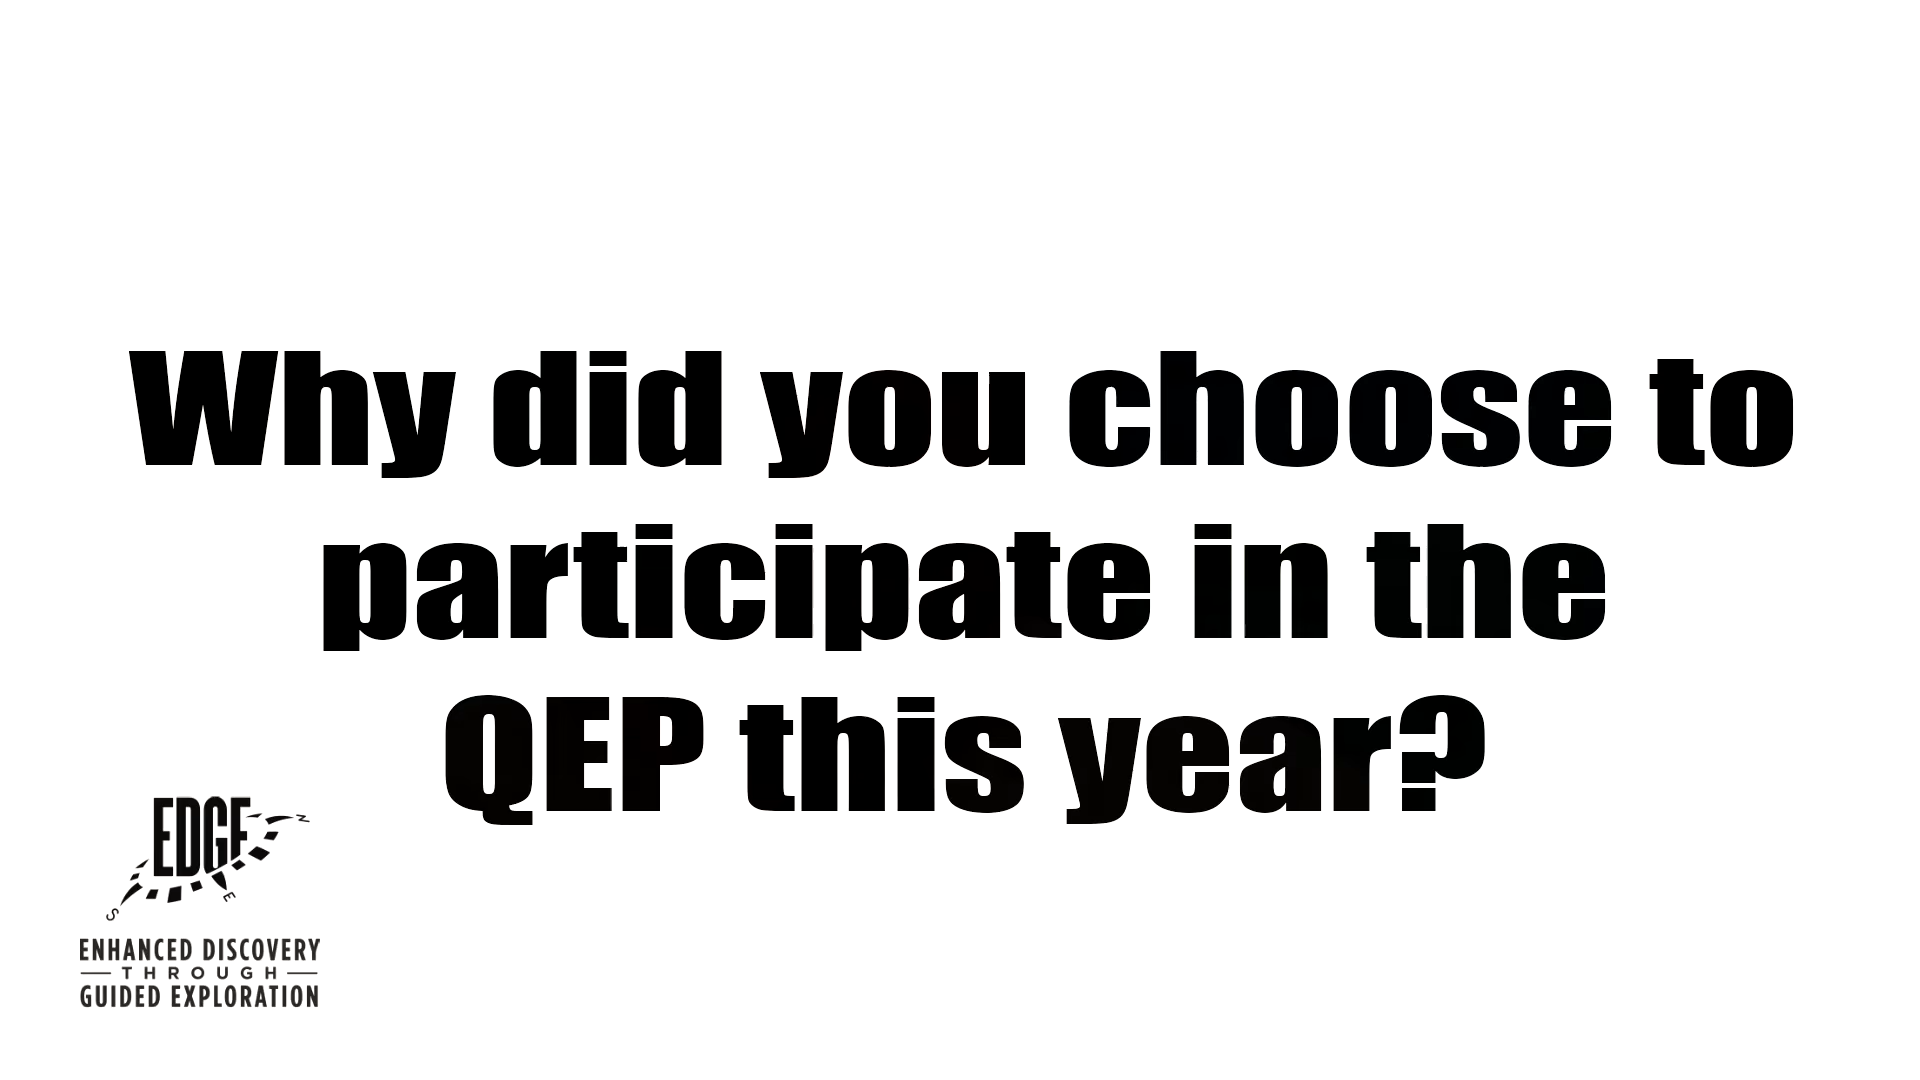 Why did you choose to
participate in the
QEP this year?
EDGE
N
E
S
ENHANCED DISCOVERY
THROUGH
GUIDED EXPLORATION